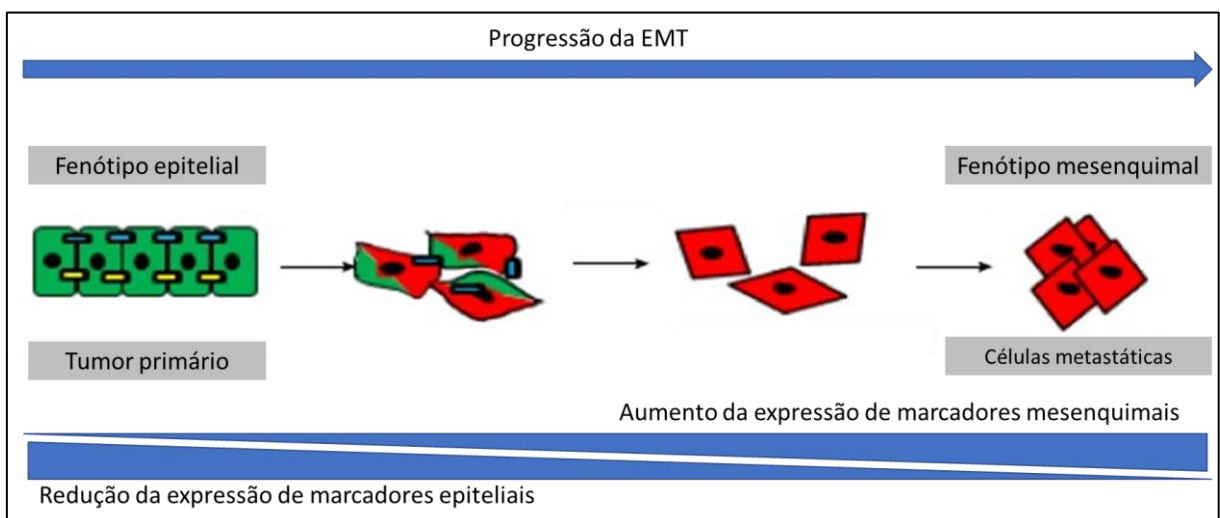 Progressão da EMT
Fenótipo epitelial
Fenótipo mesenquimal
Tumor primário
Células metastáticas
Aumento da expressão de marcadores mesenquimais
Redução da expressão de marcadores epiteliais